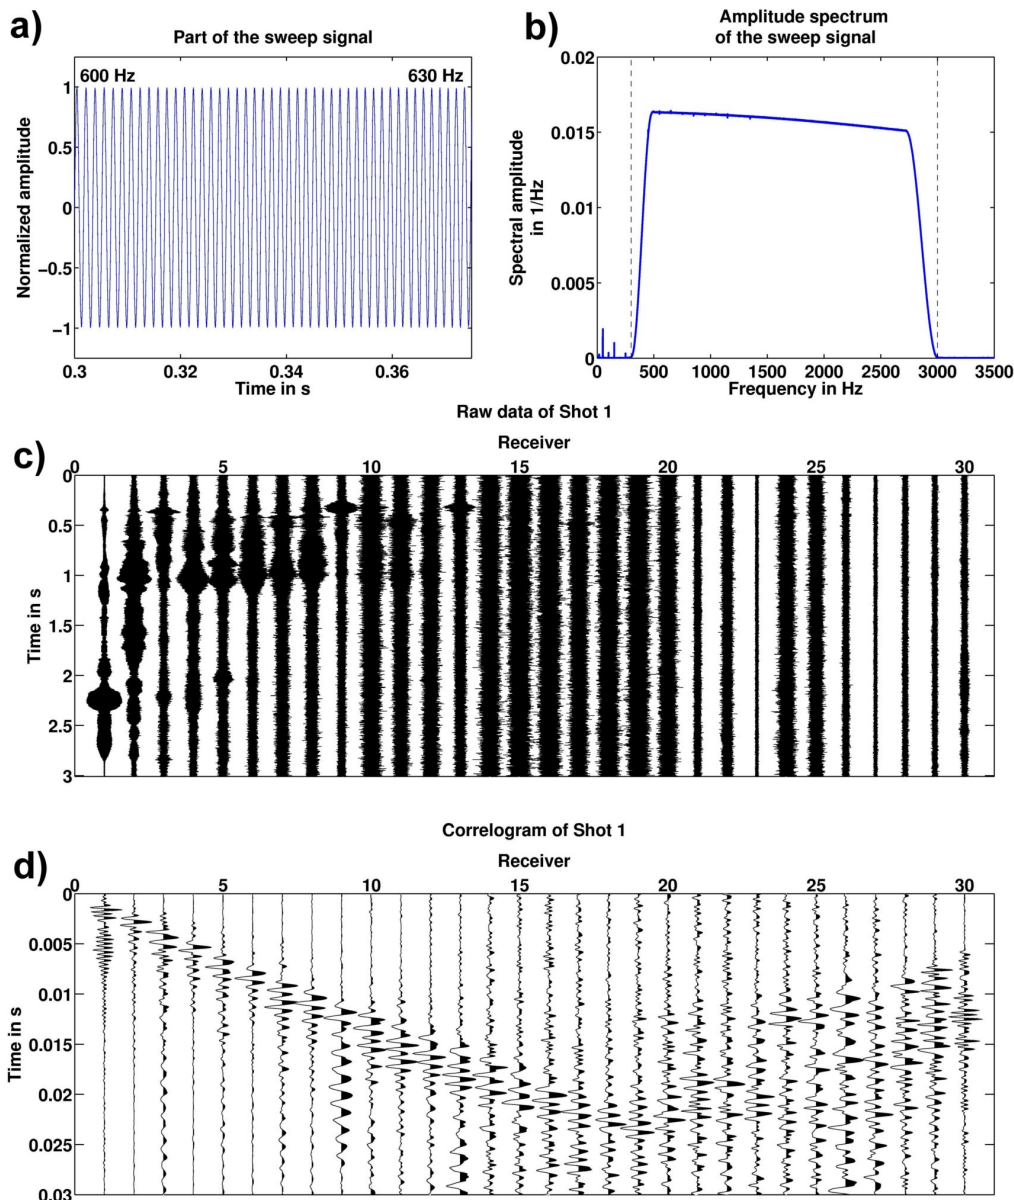 a)
Part of the sweep signal
600 Hz 630 Hz
1
0.5
0
−0.5
−1
Normalized amplitude
0.3 0.32 0.34 0.36
Time in s
b)
Amplitude spectrum
of the sweep signal
0.02
0.015
0.01
0.005
0
Spectral amplitude
in 1/Hz
0 500 1000 1500 2000 2500 3000 3500
Frequency in Hz
Raw data of Shot 1
c)
Receiver
0 5 10 15 20 25 30
0
0.5
1
1.5
2
2.5
3
Time in s
Correlogram of Shot 1
d)
Receiver
0 5 10 15 20 25 30
0
0.005
0.01
0.015
0.02
0.025
0.03
Time in s